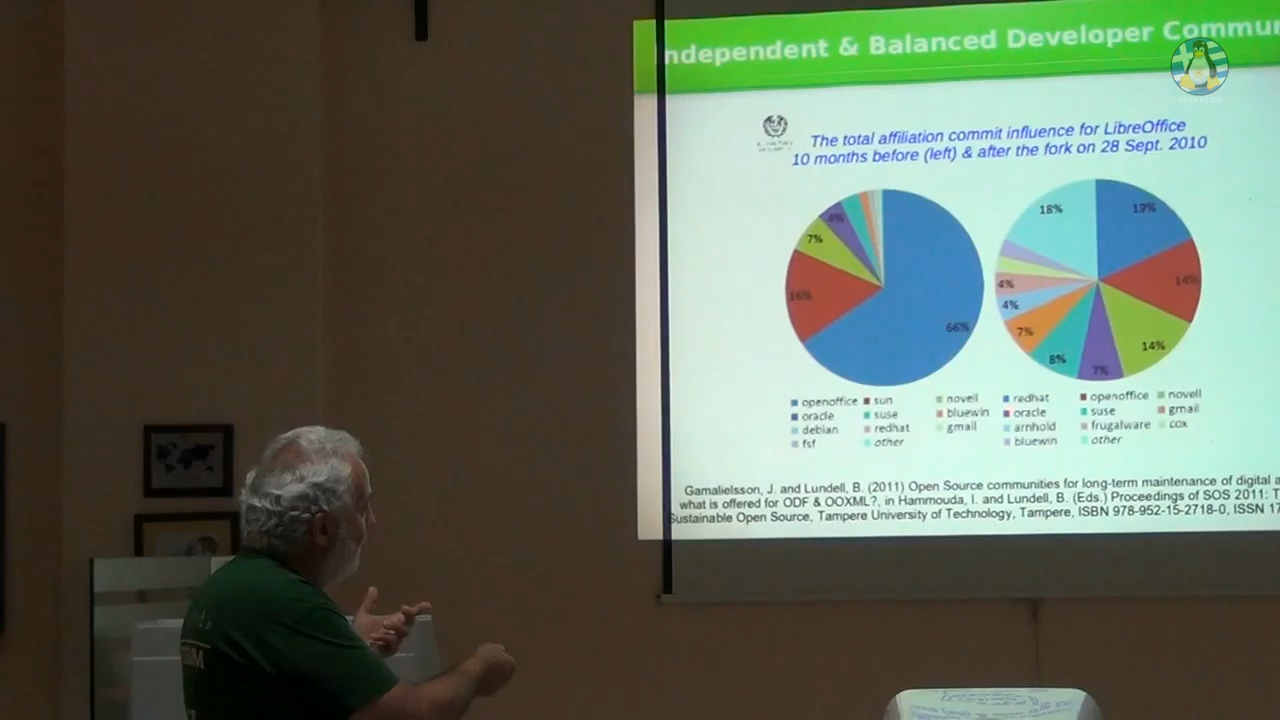 Independent & Balanced Developer Commun
The total affiliation commit influence for LibreOffice
10 months before (left) & after the fork on 28 Sept. 2010
66%
16%
7%
4%
19%
14%
14%
7%
8%
7%
4%
4%
18%
openoffice sun novell
oracle suse bluewin
debian redhat gmail
fsf other
redhat openoffice novell
oracle suse gmail
arnhold frugalware cox
bluewin other
Gamalielsson, J. and Lundell, B. (2011) Open Source communities for long-term maintenance of digital a
what is offered for ODF & OOXML?, in Hammouda, I. and Lundell, B. (Eds.) Proceedings of SOS 2011: T
Sustainable Open Source, Tampere University of Technology, Tampere, ISBN 978-952-15-2718-0, ISSN 17